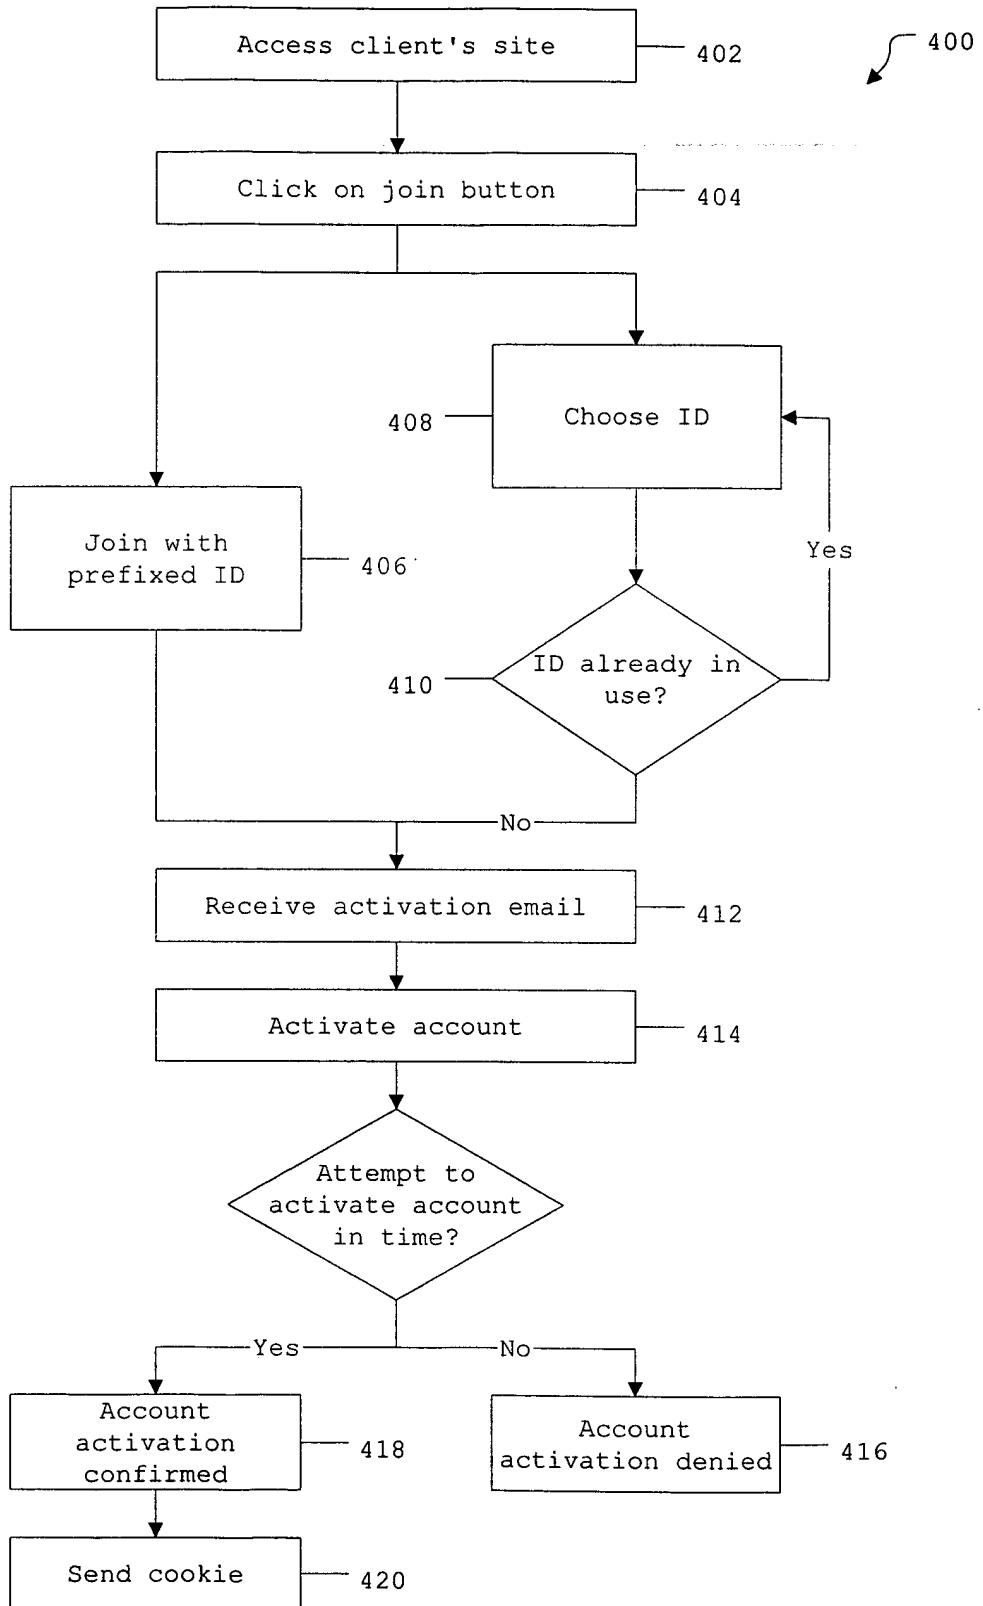 Access client's site
402
400
Click on join button
404
Choose ID
408
Join with
prefixed ID
406
Yes
ID already in
use?
410
No
Receive activation email
412
Activate account
414
Attempt to
activate account
in time?
Yes
No
Account
activation
confirmed
418
Account
activation denied
416
Send cookie
420